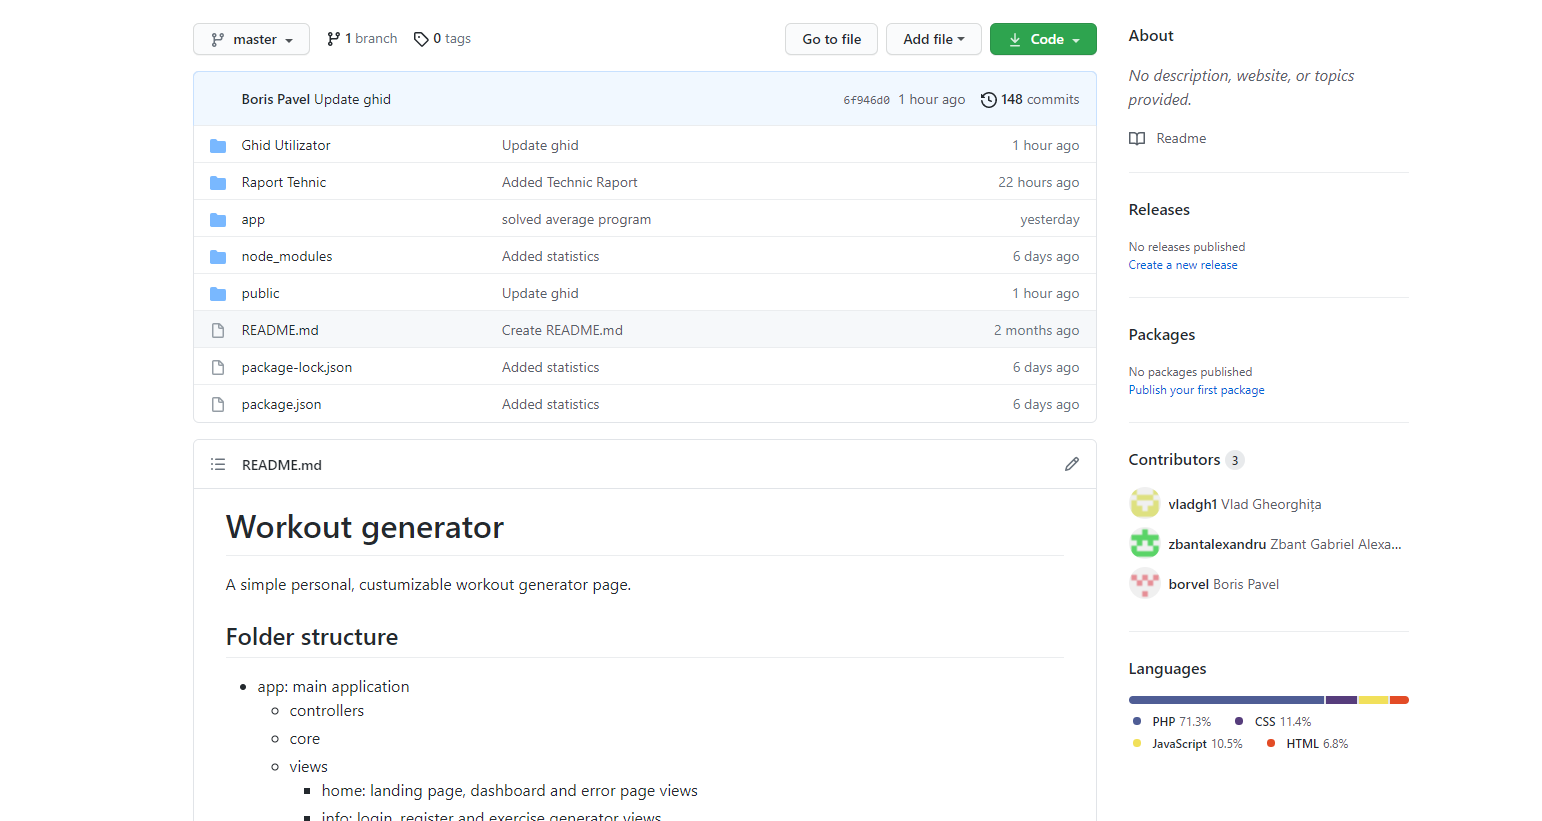 master
1 branch
0 tags
Go to file
Add file
Code
Boris Pavel Update ghid
6f946d0 1 hour ago 148 commits
Ghid Utilizator Update ghid 1 hour ago
Raport Tehnic Added Technic Raport 22 hours ago
app solved average program yesterday
node_modules Added statistics 6 days ago
public Update ghid 1 hour ago
README.md Create README.md 2 months ago
package-lock.json Added statistics 6 days ago
package.json Added statistics 6 days ago
README.md
Workout generator
A simple personal, custumizable workout generator page.
Folder structure
app: main application
controllers
core
views
home: landing page, dashboard and error page views
info: login, register and exercise generator views
About
No description, website, or topics
provided.
Readme
Releases
No releases published
Create a new release
Packages
No packages published
Publish your first package
Contributors 3
vladgh1 Vlad Gheorghița
zbantalexandru Zbant Gabriel Alexa...
borvel Boris Pavel
Languages
PHP 71.3% CSS 11.4%
JavaScript 10.5% HTML 6.8%